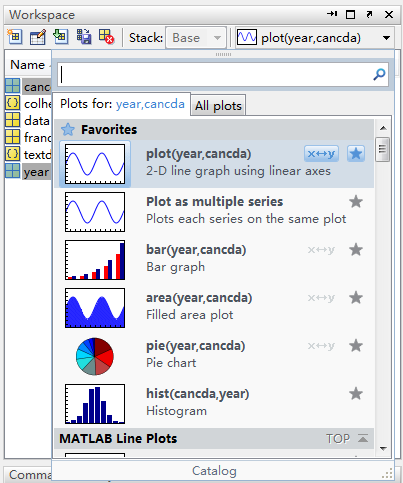 Workspace
Stack: Base plot(year,cancda)
Name
canc
colhe
data
franc
textd
year
Plots for: year,cancda All plots
Favorites
plot(year,cancda) x↔y
2-D line graph using linear axes
Plot as multiple series
Plots each series on the same plot
bar(year,cancda) x↔y
Bar graph
area(year,cancda) x↔y
Filled area plot
pie(year,cancda) x↔y
Pie chart
hist(cancda,year)
Histogram
MATLAB Line Plots TOP
Catalog
Comma